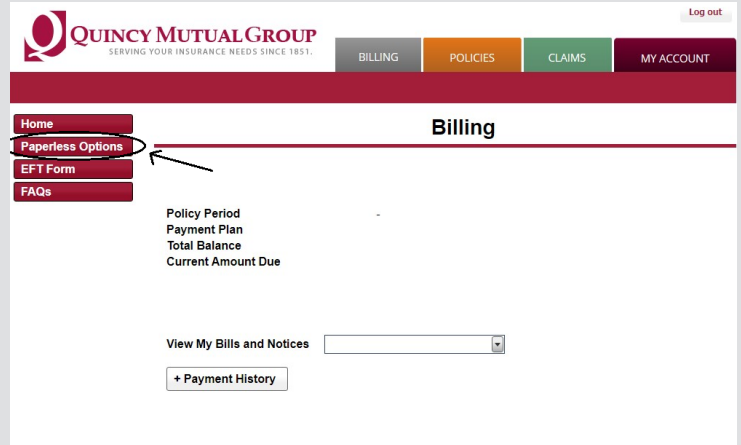 Log out
QUINCY MUTUAL GROUP
SERVING YOUR INSURANCE NEEDS SINCE 1851.
BILLING POLICIES CLAIMS MY ACCOUNT
Home
Paperless Options
EFT Form
FAQs
Billing
Policy Period -
Payment Plan
Total Balance
Current Amount Due
View My Bills and Notices
+ Payment History